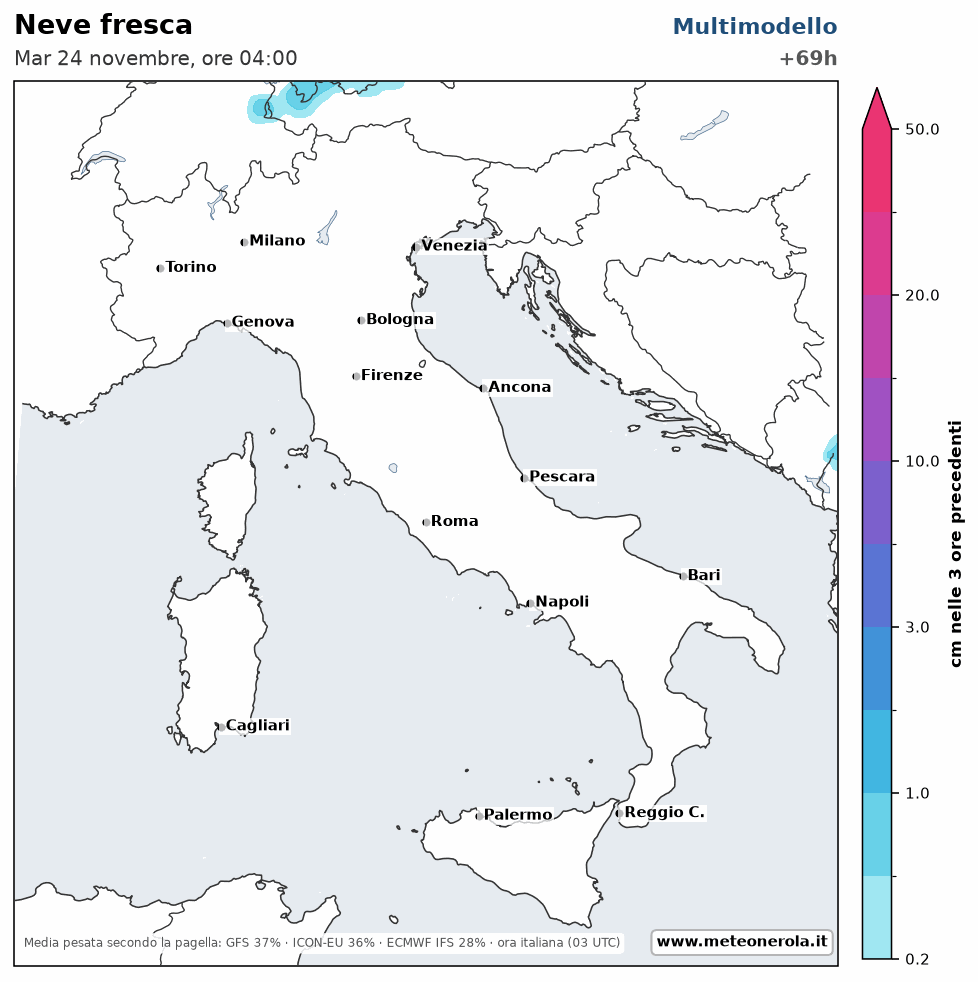 Neve fresca
Multimodello
Mar 24 novembre, ore 04:00
+69h
50.0
20.0
10.0
3.0
1.0
0.2
cm nelle 3 ore precedenti
Milano
Venezia
Torino
Genova
Bologna
Firenze
Ancona
Pescara
Roma
Bari
Napoli
Cagliari
Palermo
Reggio C.
Media pesata secondo la pagella: GFS 37% · ICON-EU 36% · ECMWF IFS 28% · ora italiana (03 UTC)
www.meteonerola.it